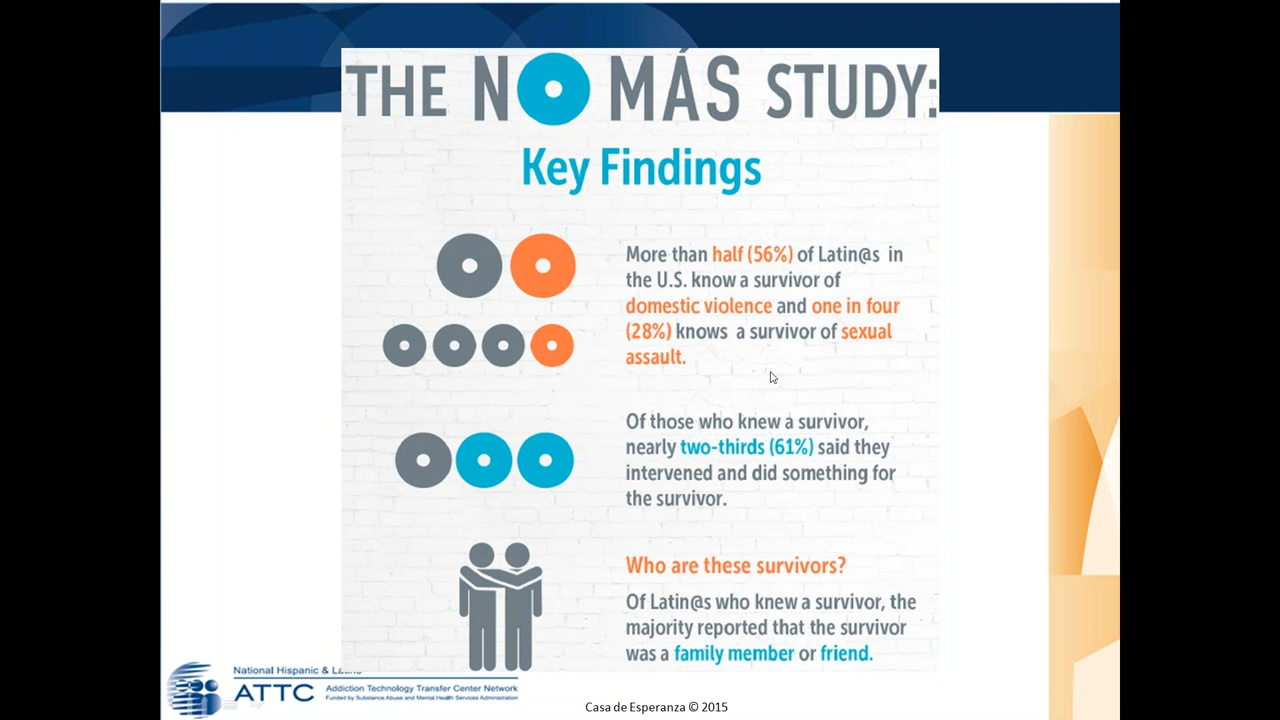 THE NO MÁS STUDY:
Key Findings
More than half (56%) of Latin@s in
the U.S. know a survivor of
domestic violence and one in four
(28%) knows a survivor of sexual
assault.
Of those who knew a survivor,
nearly two-thirds (61%) said they
intervened and did something for
the survivor.
Who are these survivors?
Of Latin@s who knew a survivor, the
majority reported that the survivor
was a family member or friend.
National Hispanic &
ATTC
Addiction Technology Transfer Center Network
Funded by Substance Abuse and Mental Health Services Administration
Casa de Esperanza © 2015